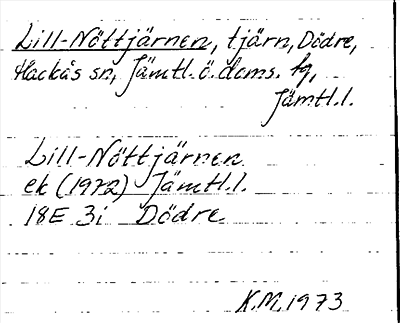 Lill-Nöttjärnen, tjärn, Dödre,
Hackås sn, Jämtl. ö. doms. tg,
Jämtl.l.
Lill-Nöttjärnen
ek (1972) Jämtl.l.
18E 3i Dödre
K.M. 1973